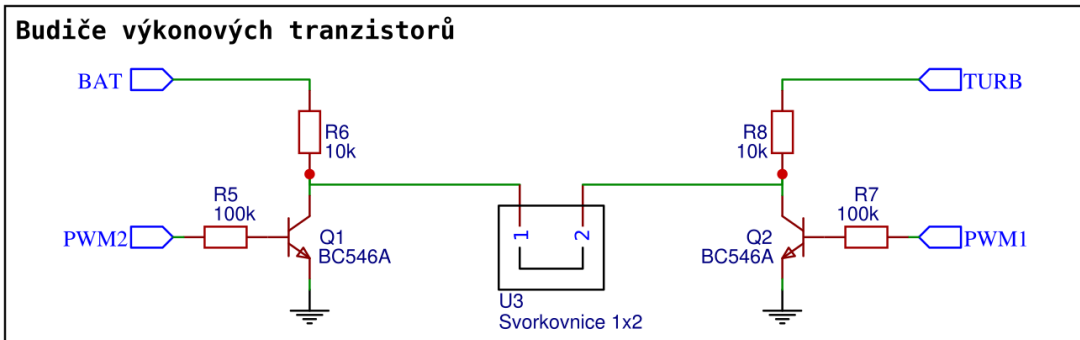 Budiče výkonových tranzistorů
BAT
TURB
R6
10k
R8
10k
R5
100k
R7
100k
PWM2
Q1
BC546A
1
2
Q2
BC546A
PWM1
U3
Svorkovnice 1x2